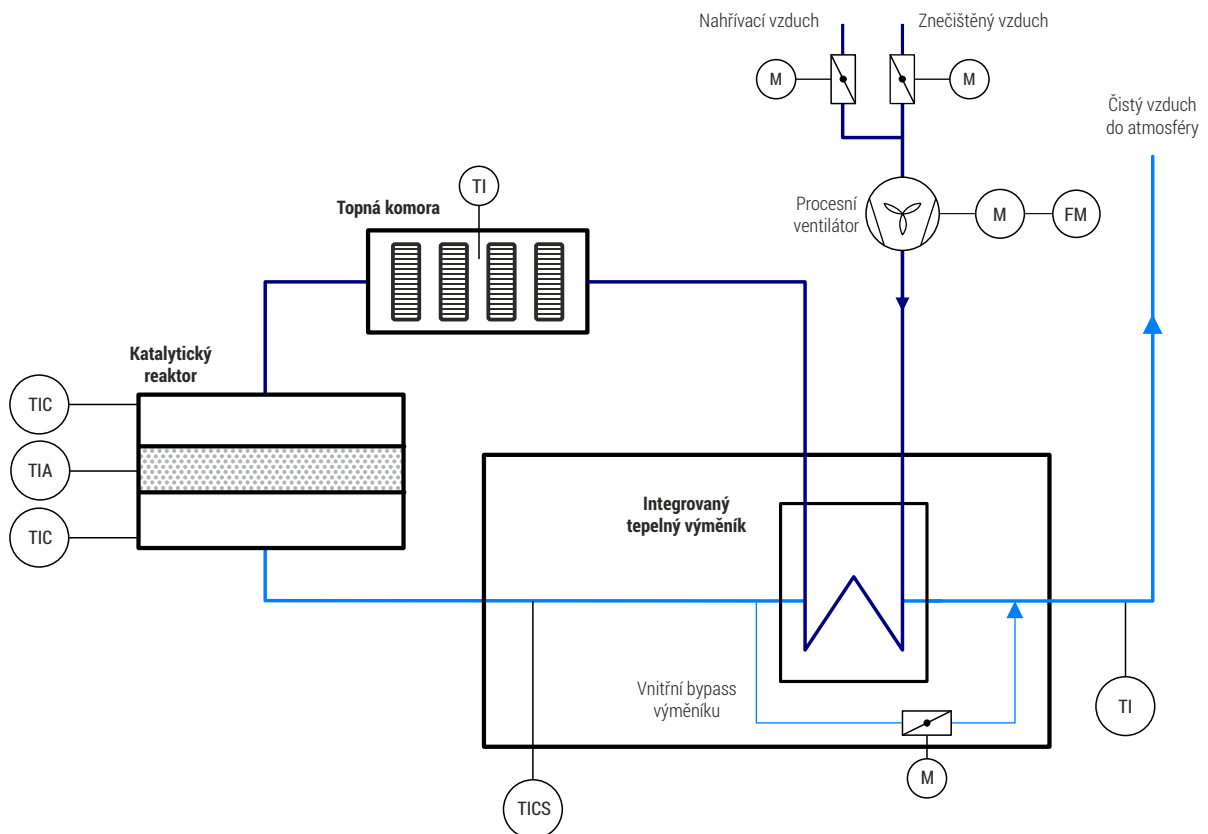 Nahřívací vzduch
Znečištěný vzduch
M
M
Čistý vzduch
do atmosféry
TI
Topná komora
Procesní
ventilátor
M
FM
Katalytický
reaktor
TIC
TIA
TIC
Integrovaný
tepelný výměník
Vnitřní bypass
výměníku
TI
M
TICS